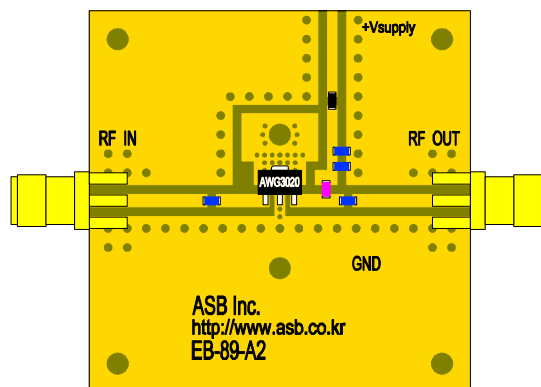 +Vsupply
RF IN
RF OUT
AWG3020
GND
ASB Inc.
http://www.asb.co.kr
EB-89-A2